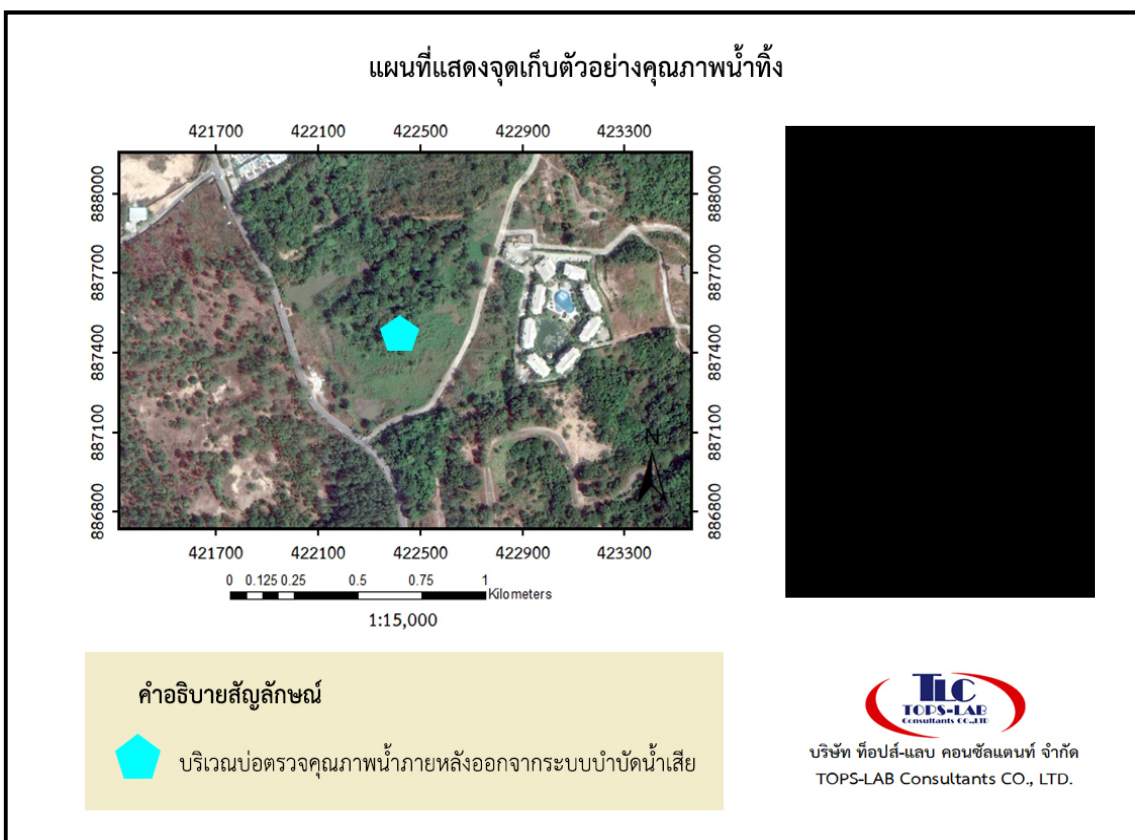 แผนที่แสดงจุดเก็บตัวอย่างคุณภาพน้ำทิ้ง
421700 422100 422500 422900 423300
888000 888000
887700 887700
887400 887400
887100 887100
N
886800 886800
421700 422100 422500 422900 423300
0 0.125 0.25 0.5 0.75 1
Kilometers
1:15,000
คำอธิบายสัญลักษณ์
บริเวณบ่อตรวจคุณภาพน้ำภายหลังออกจากระบบบำบัดน้ำเสีย
TLC
TOPS-LAB
Consultants CO.,LTD
บริษัท ท็อปส์-แลบ คอนซัลแตนท์ จำกัด
TOPS-LAB Consultants CO., LTD.